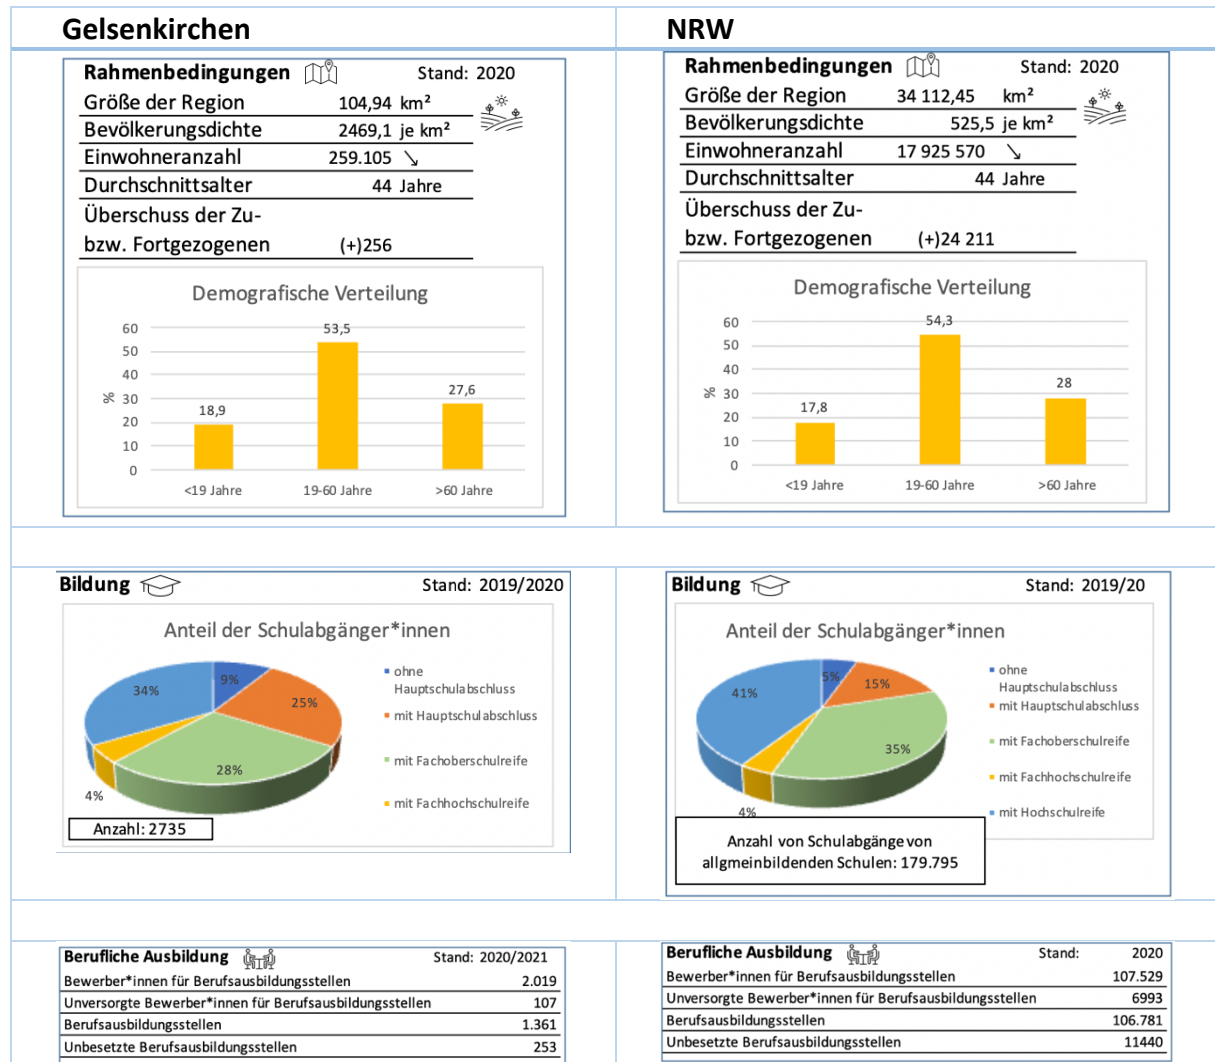 Gelsenkirchen
Rahmenbedingungen Stand: 2020
Größe der Region 104,94 km²
Bevölkerungsdichte 2469,1 je km²
Einwohneranzahl 259.105 ↘
Durchschnittsalter 44 Jahre
Überschuss der Zu-
bzw. Fortgezogenen (+)256
Demografische Verteilung
%
60
50
40
30
20
10
0
18,9
53,5
27,6
<19 Jahre 19-60 Jahre >60 Jahre
NRW
Rahmenbedingungen Stand: 2020
Größe der Region 34 112,45 km²
Bevölkerungsdichte 525,5 je km²
Einwohneranzahl 17 925 570 ↘
Durchschnittsalter 44 Jahre
Überschuss der Zu-
bzw. Fortgezogenen (+)24 211
Demografische Verteilung
%
60
50
40
30
20
10
0
17,8
54,3
28
<19 Jahre 19-60 Jahre >60 Jahre
Bildung Stand: 2019/2020
Anteil der Schulabgänger*innen
9%
25%
28%
4%
34%
ohne
Hauptschulabschluss
mit Hauptschulabschluss
mit Fachoberschulreife
mit Fachhochschulreife
Anzahl: 2735
Bildung Stand: 2019/20
Anteil der Schulabgänger*innen
5%
15%
35%
4%
41%
ohne
Hauptschulabschluss
mit Hauptschulabschluss
mit Fachoberschulreife
mit Fachhochschulreife
mit Hochschulreife
Anzahl von Schulabgänge von
allgmeinbildenden Schulen: 179.795
Berufliche Ausbildung Stand: 2020/2021
Bewerber*innen für Berufsausbildungsstellen 2.019
Unversorgte Bewerber*innen für Berufsausbildungsstellen 107
Berufsausbildungsstellen 1.361
Unbesetzte Berufsausbildungsstellen 253
Berufliche Ausbildung Stand: 2020
Bewerber*innen für Berufsausbildungsstellen 107.529
Unversorgte Bewerber*innen für Berufsausbildungsstellen 6993
Berufsausbildungsstellen 106.781
Unbesetzte Berufsausbildungsstellen 11440